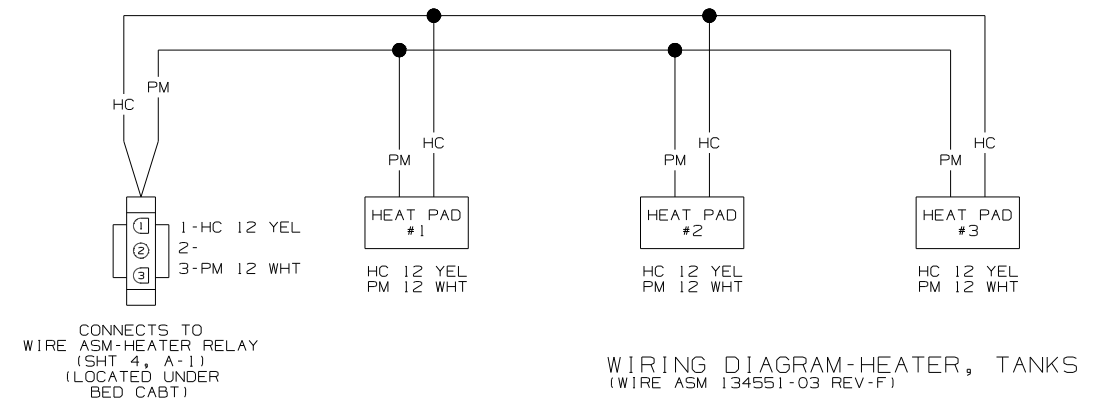 HC
PM
HC
PM
HC
PM
HC
PM
1
2
3
1-HC 12 YEL
2-
3-PM 12 WHT
HEAT PAD
#1
HC 12 YEL
PM 12 WHT
HEAT PAD
#2
HC 12 YEL
PM 12 WHT
HEAT PAD
#3
HC 12 YEL
PM 12 WHT
CONNECTS TO
WIRE ASM-HEATER RELAY
(SHT 4, A-1)
(LOCATED UNDER
BED CABT)
WIRING DIAGRAM-HEATER, TANKS
(WIRE ASM 134551-03 REV-F)